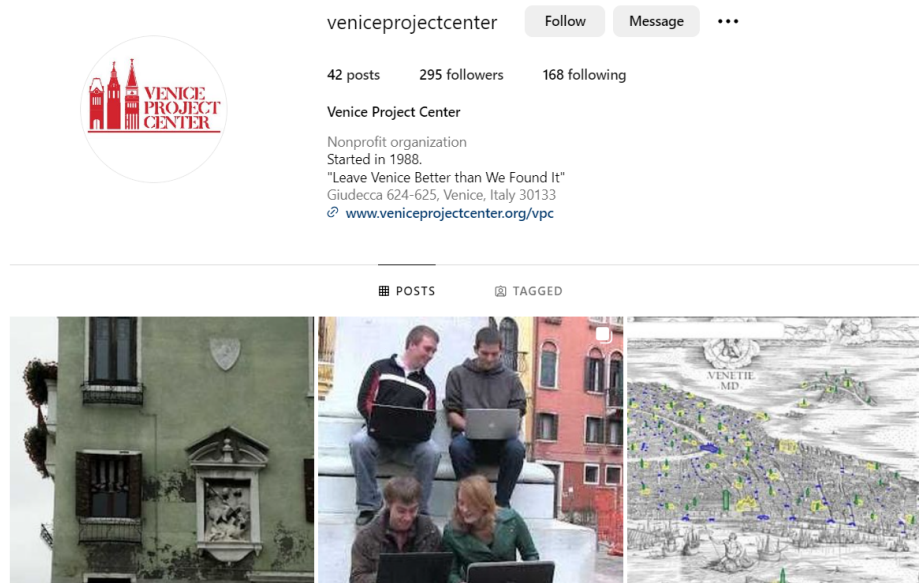 veniceprojectcenter Follow Message
42 posts 295 followers 168 following
VENICE
PROJECT
CENTER
Venice Project Center
Nonprofit organization
Started in 1988.
"Leave Venice Better than We Found It"
Giudecca 624-625, Venice, Italy 30133
www.veniceprojectcenter.org/vpc
POSTS TAGGED
VENETIE
·MD·